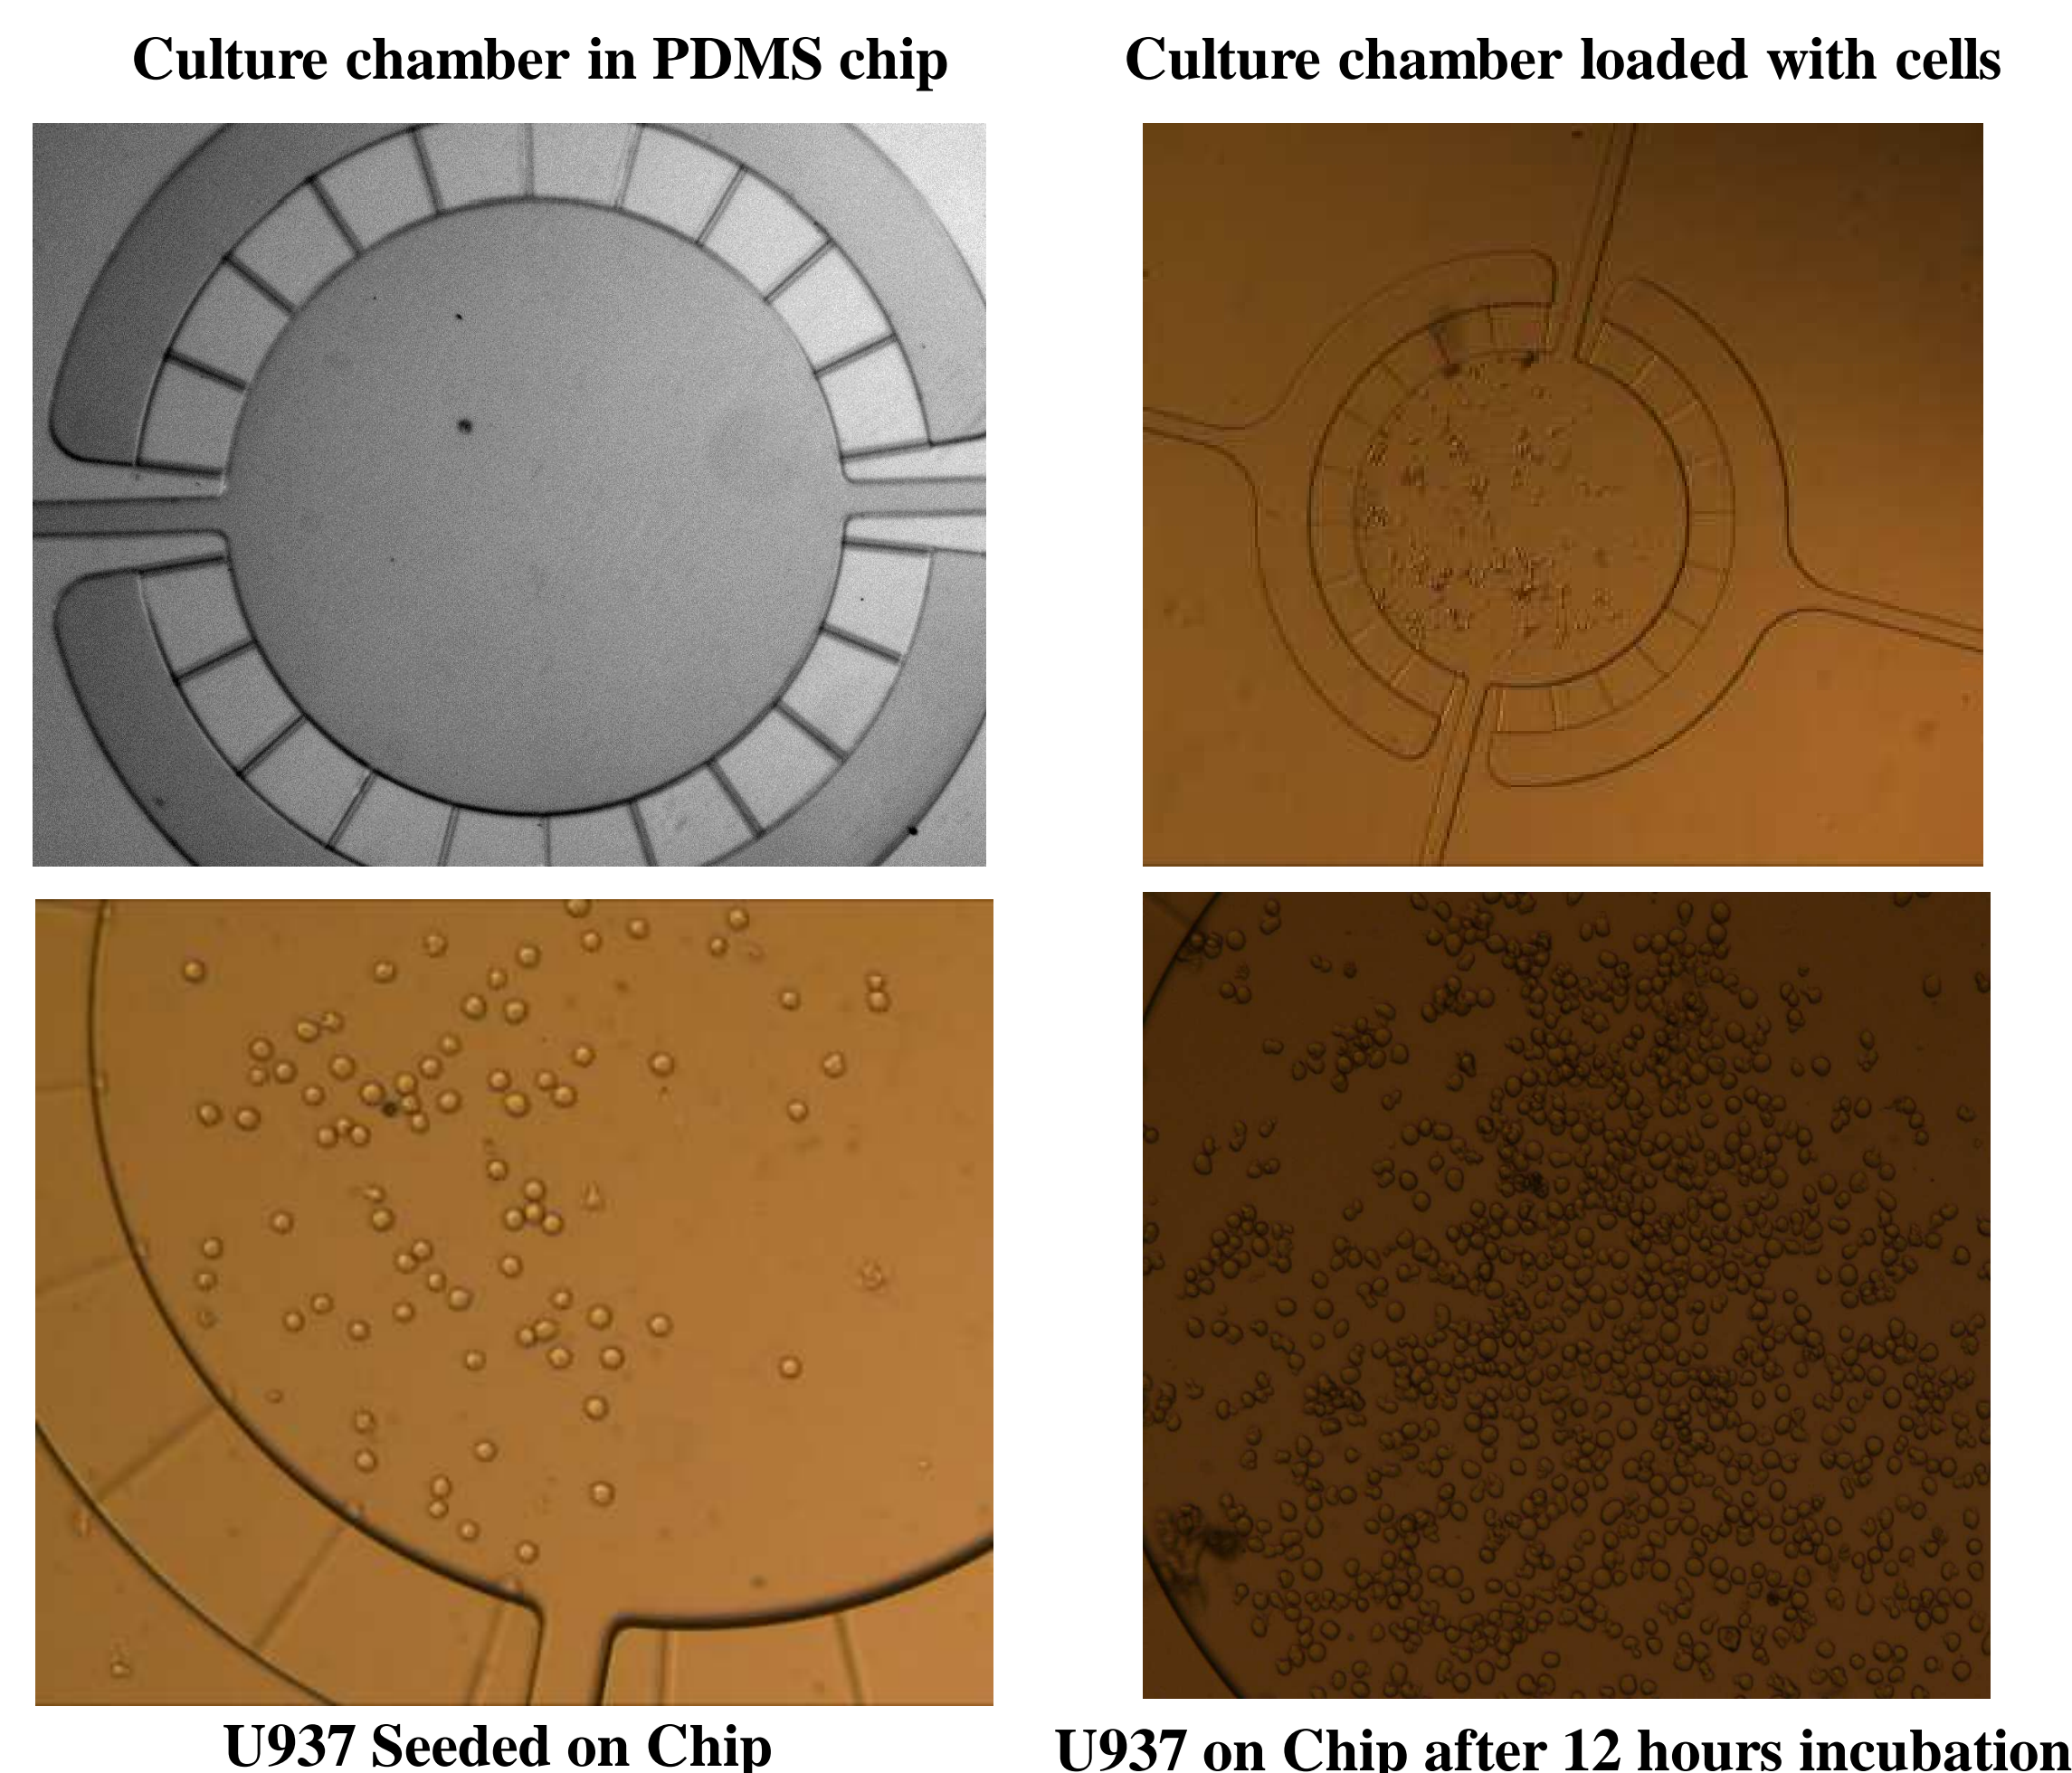 Culture chamber in PDMS chip
Culture chamber loaded with cells
U937 Seeded on Chip
U937 on Chip after 12 hours incubation